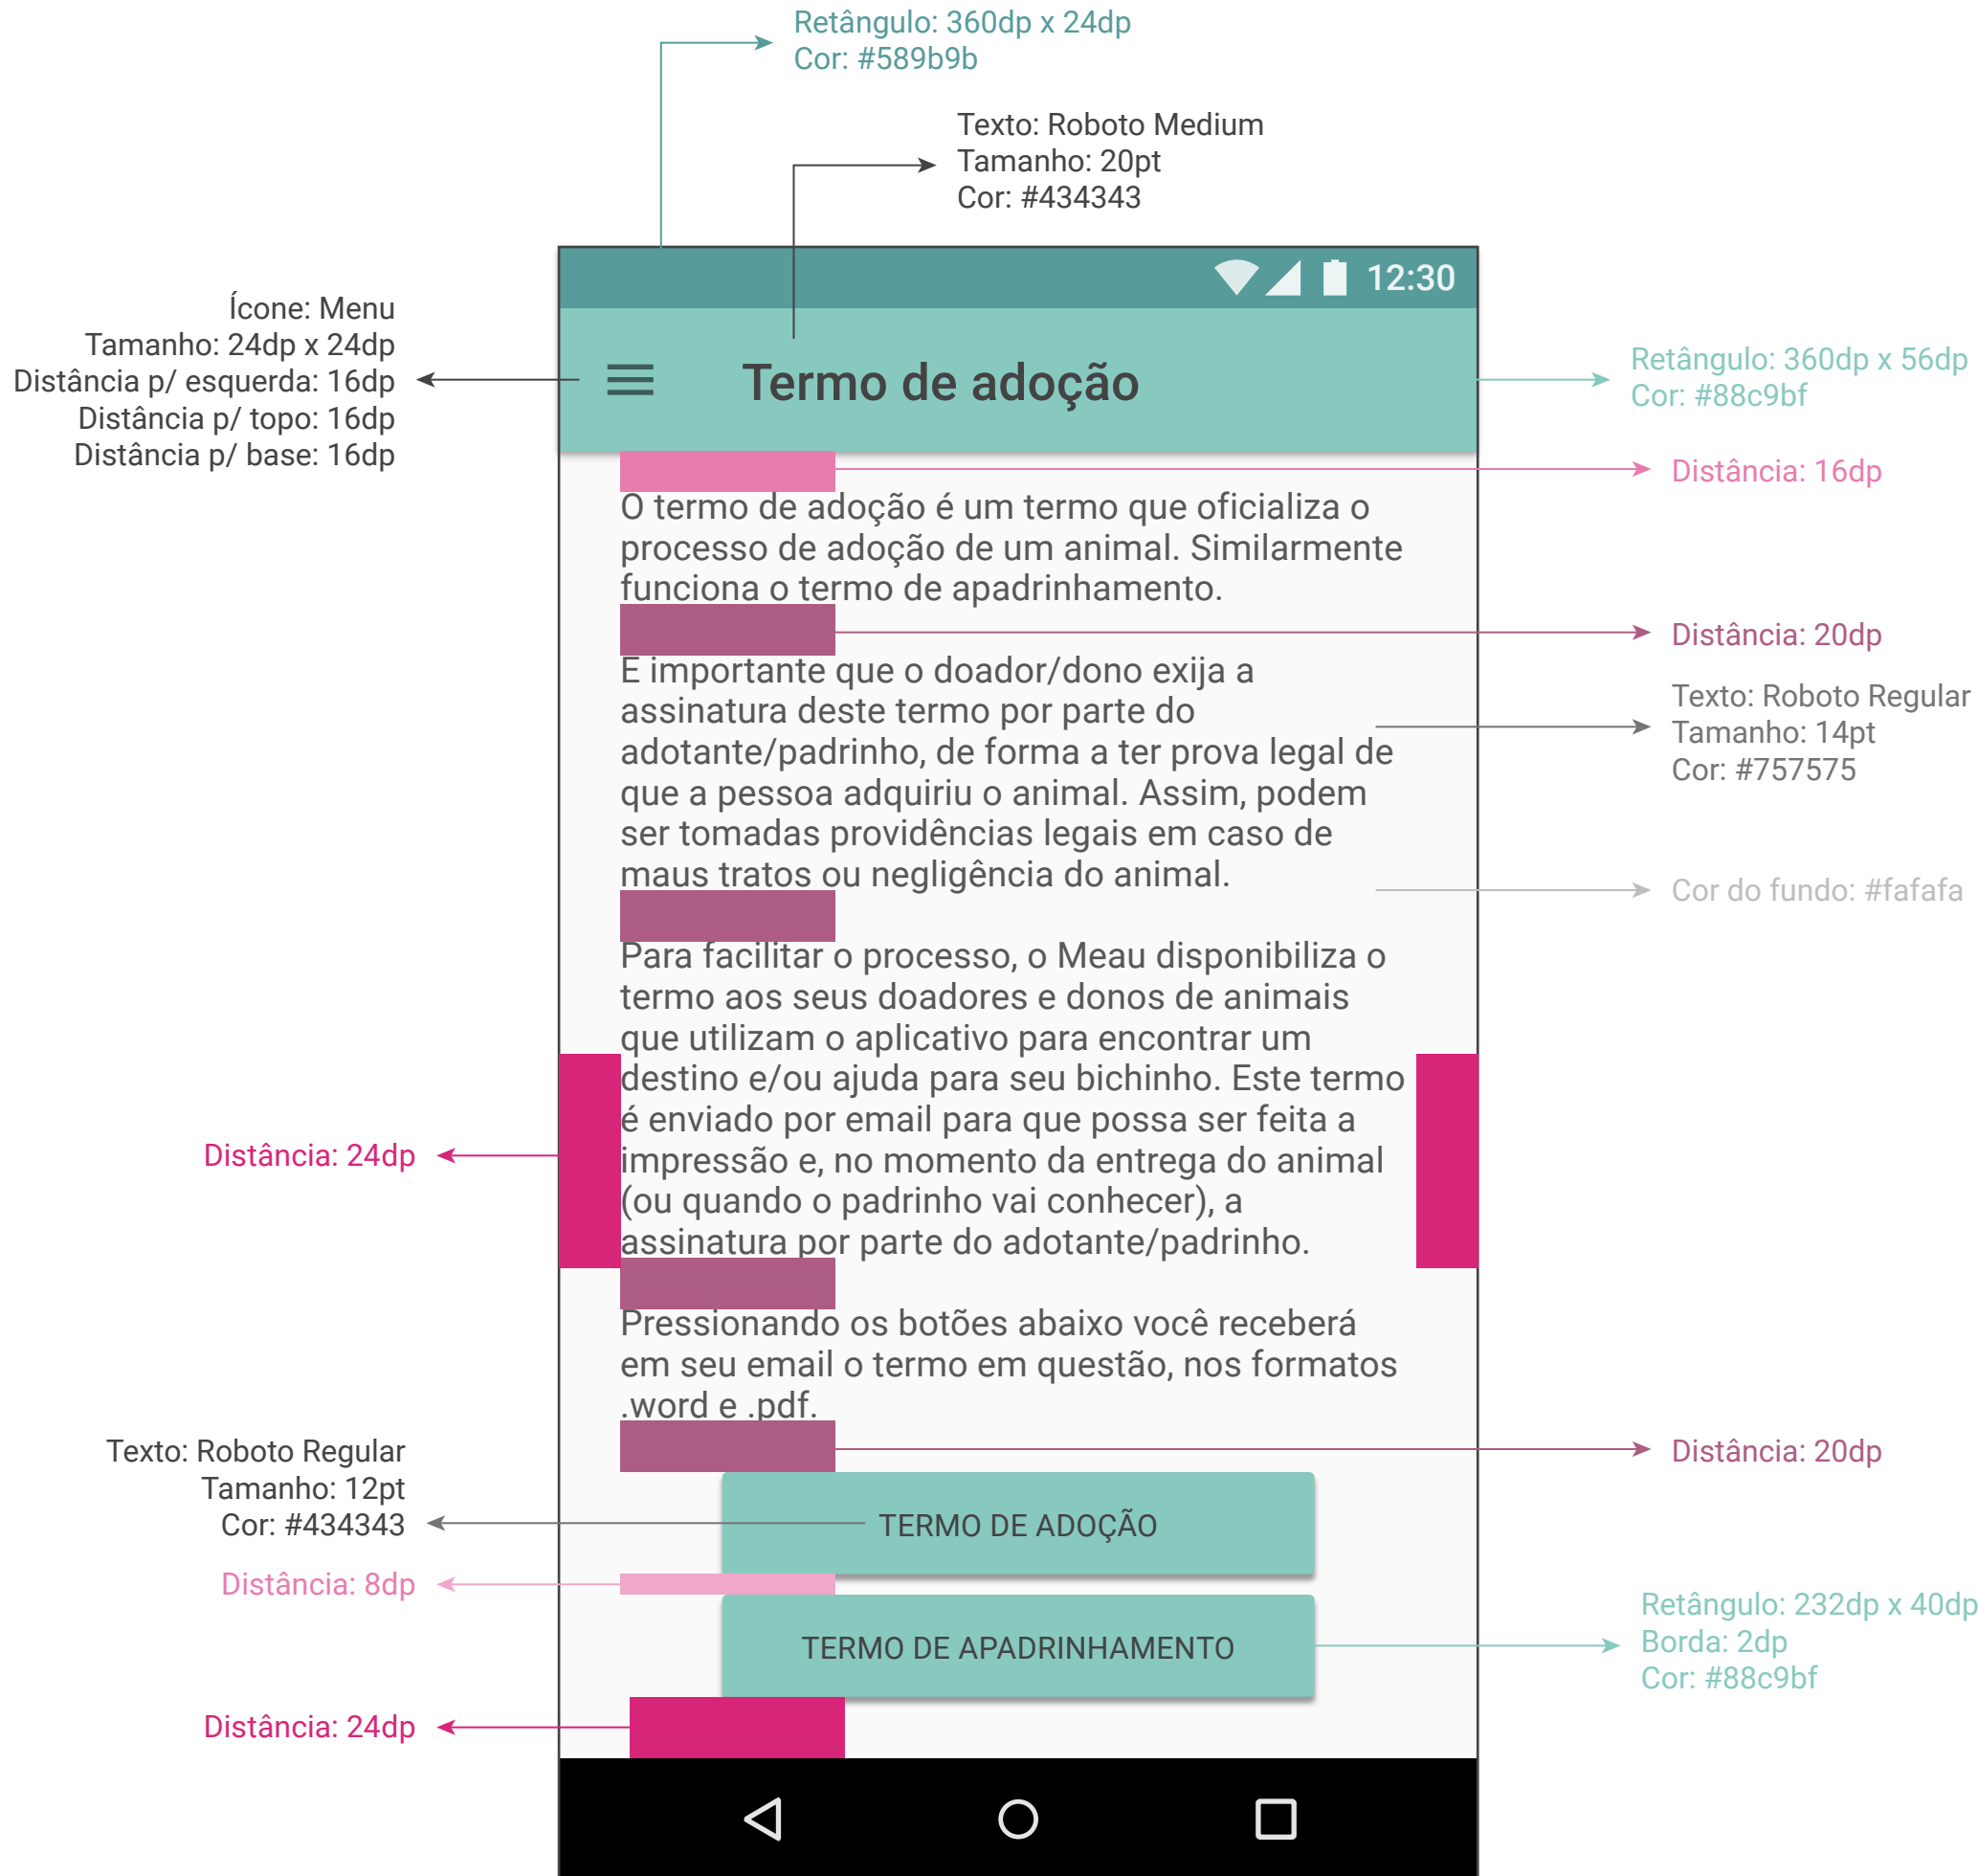 Retângulo: 360dp x 24dp
Cor: #589b9b
Texto: Roboto Medium
Tamanho: 20pt
Cor: #434343
12:30
Ícone: Menu
Tamanho: 24dp x 24dp
Distância p/ esquerda: 16dp
Distância p/ topo: 16dp
Distância p/ base: 16dp
Termo de adoção
Retângulo: 360dp x 56dp
Cor: #88c9bf
Distância: 16dp
O termo de adoção é um termo que oficializa o
processo de adoção de um animal. Similarmente
funciona o termo de apadrinhamento.
Distância: 20dp
E importante que o doador/dono exija a
assinatura deste termo por parte do
adotante/padrinho, de forma a ter prova legal de
que a pessoa adquiriu o animal. Assim, podem
ser tomadas providências legais em caso de
maus tratos ou negligência do animal.
Texto: Roboto Regular
Tamanho: 14pt
Cor: #757575
Cor do fundo: #fafafa
Para facilitar o processo, o Meau disponibiliza o
termo aos seus doadores e donos de animais
que utilizam o aplicativo para encontrar um
destino e/ou ajuda para seu bichinho. Este termo
é enviado por email para que possa ser feita a
impressão e, no momento da entrega do animal
(ou quando o padrinho vai conhecer), a
assinatura por parte do adotante/padrinho.
Distância: 24dp
Pressionando os botões abaixo você receberá
em seu email o termo em questão, nos formatos
.word e .pdf.
Distância: 20dp
Texto: Roboto Regular
Tamanho: 12pt
Cor: #434343
TERMO DE ADOÇÃO
Distância: 8dp
TERMO DE APADRINHAMENTO
Retângulo: 232dp x 40dp
Borda: 2dp
Cor: #88c9bf
Distância: 24dp